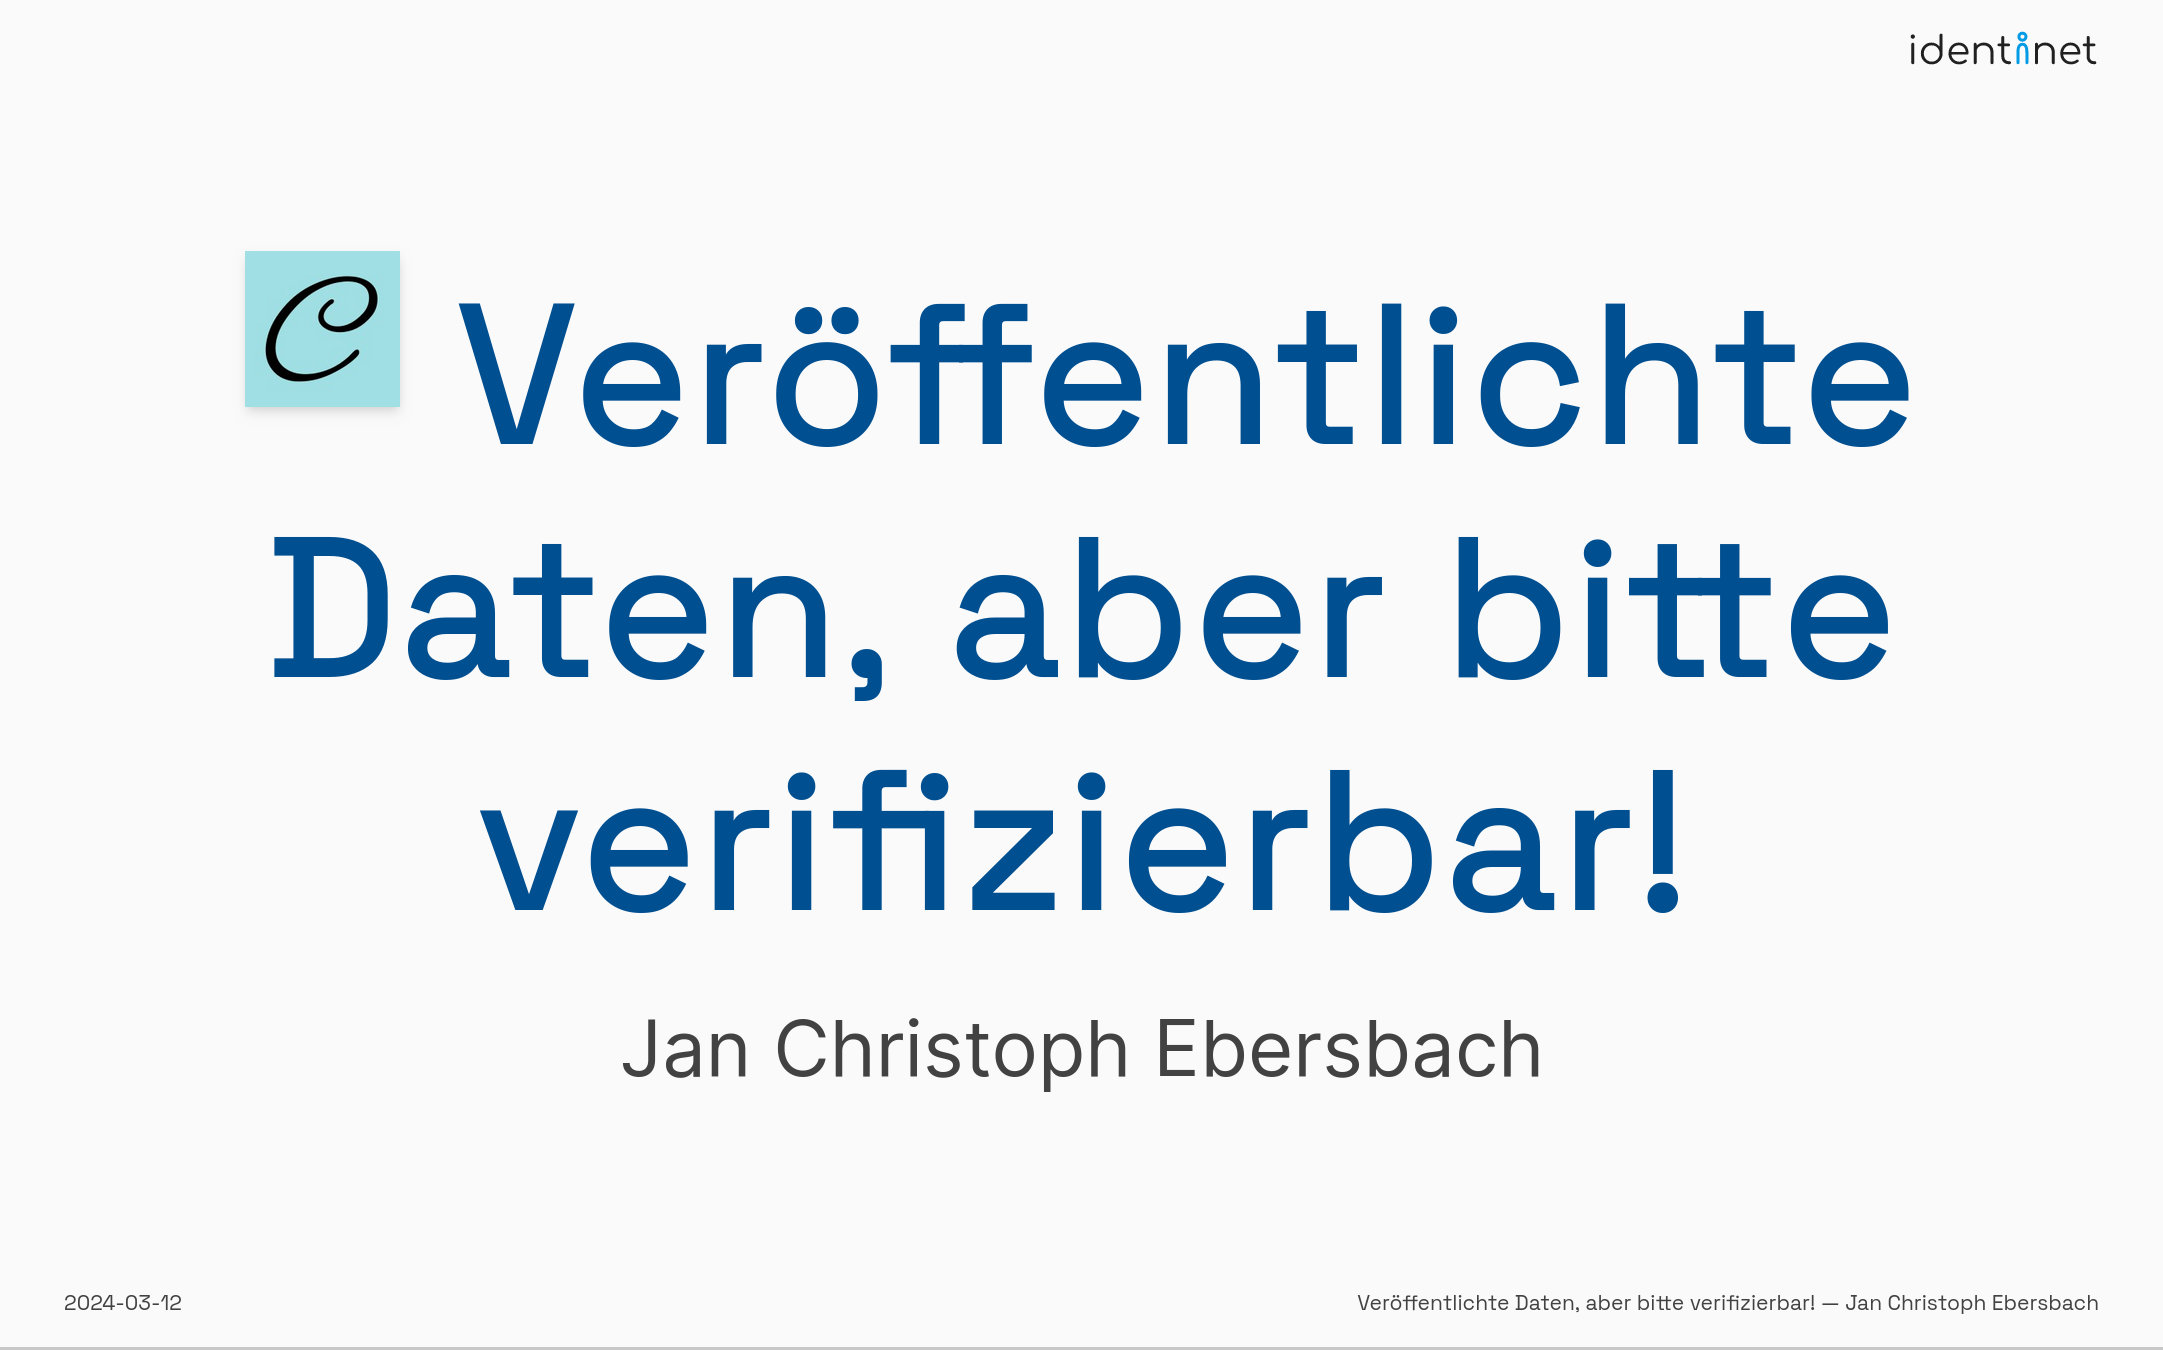 identinet
C Veröffentlichte
Daten, aber bitte
verifizierbar!
Jan Christoph Ebersbach
2024-03-12
Veröffentlichte Daten, aber bitte verifizierbar! — Jan Christoph Ebersbach